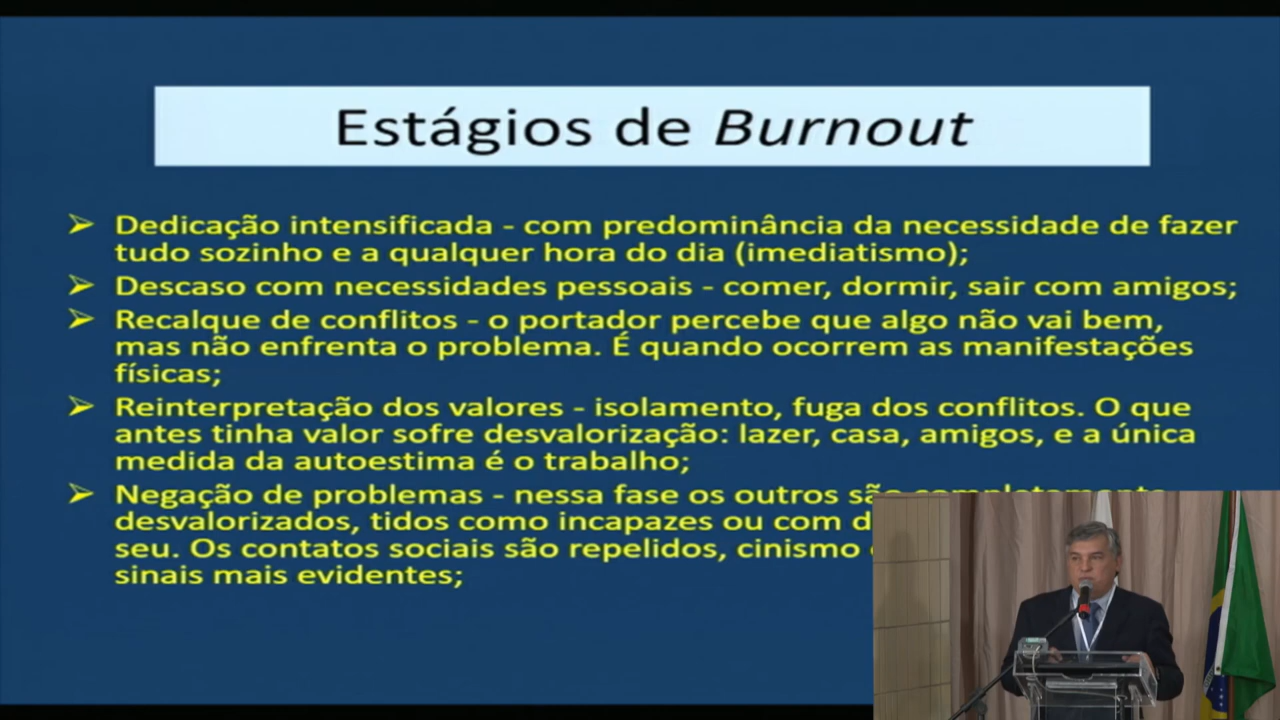 Estágios de Burnout
➢ Dedicação intensificada - com predominância da necessidade de fazer
tudo sozinho e a qualquer hora do dia (imediatismo);
➢ Descaso com necessidades pessoais - comer, dormir, sair com amigos;
➢ Recalque de conflitos - o portador percebe que algo não vai bem,
mas não enfrenta o problema. É quando ocorrem as manifestações
físicas;
➢ Reinterpretação dos valores - isolamento, fuga dos conflitos. O que
antes tinha valor sofre desvalorização: lazer, casa, amigos, e a única
medida da autoestima é o trabalho;
➢ Negação de problemas - nessa fase os outros são completamente
desvalorizados, tidos como incapazes ou com
seu. Os contatos sociais são repelidos, cinismo
sinais mais evidentes;